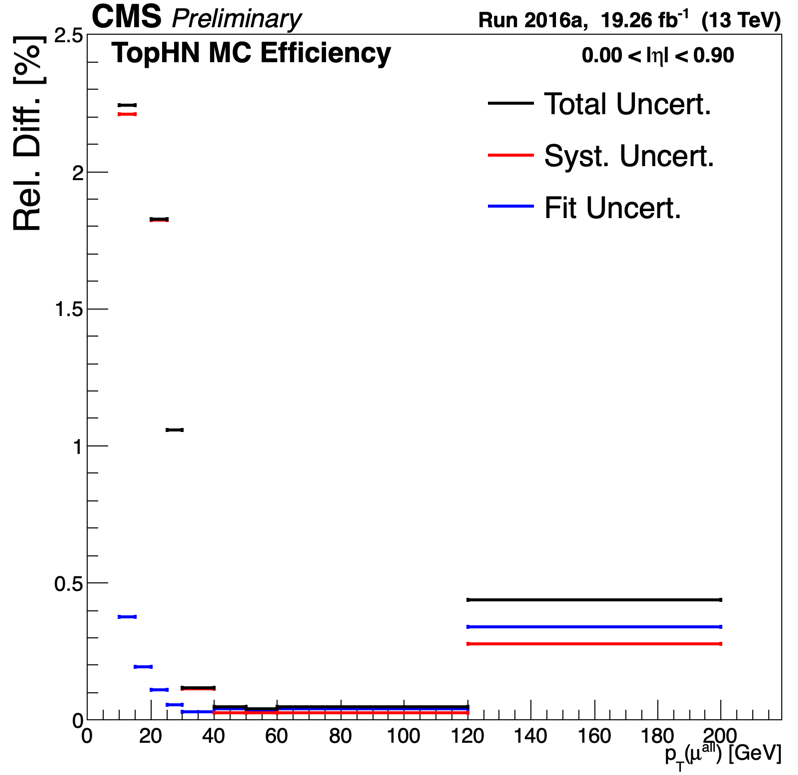 CMS Preliminary
Run 2016a, 19.26 fb⁻¹ (13 TeV)
TopHN MC Efficiency
0.00 < |η| < 0.90
Total Uncert.
Syst. Uncert.
Fit Uncert.
Rel. Diff. [%]
2.5
2
1.5
1
0.5
0
0 20 40 60 80 100 120 140 160 180 200
p_T(μ^all) [GeV]